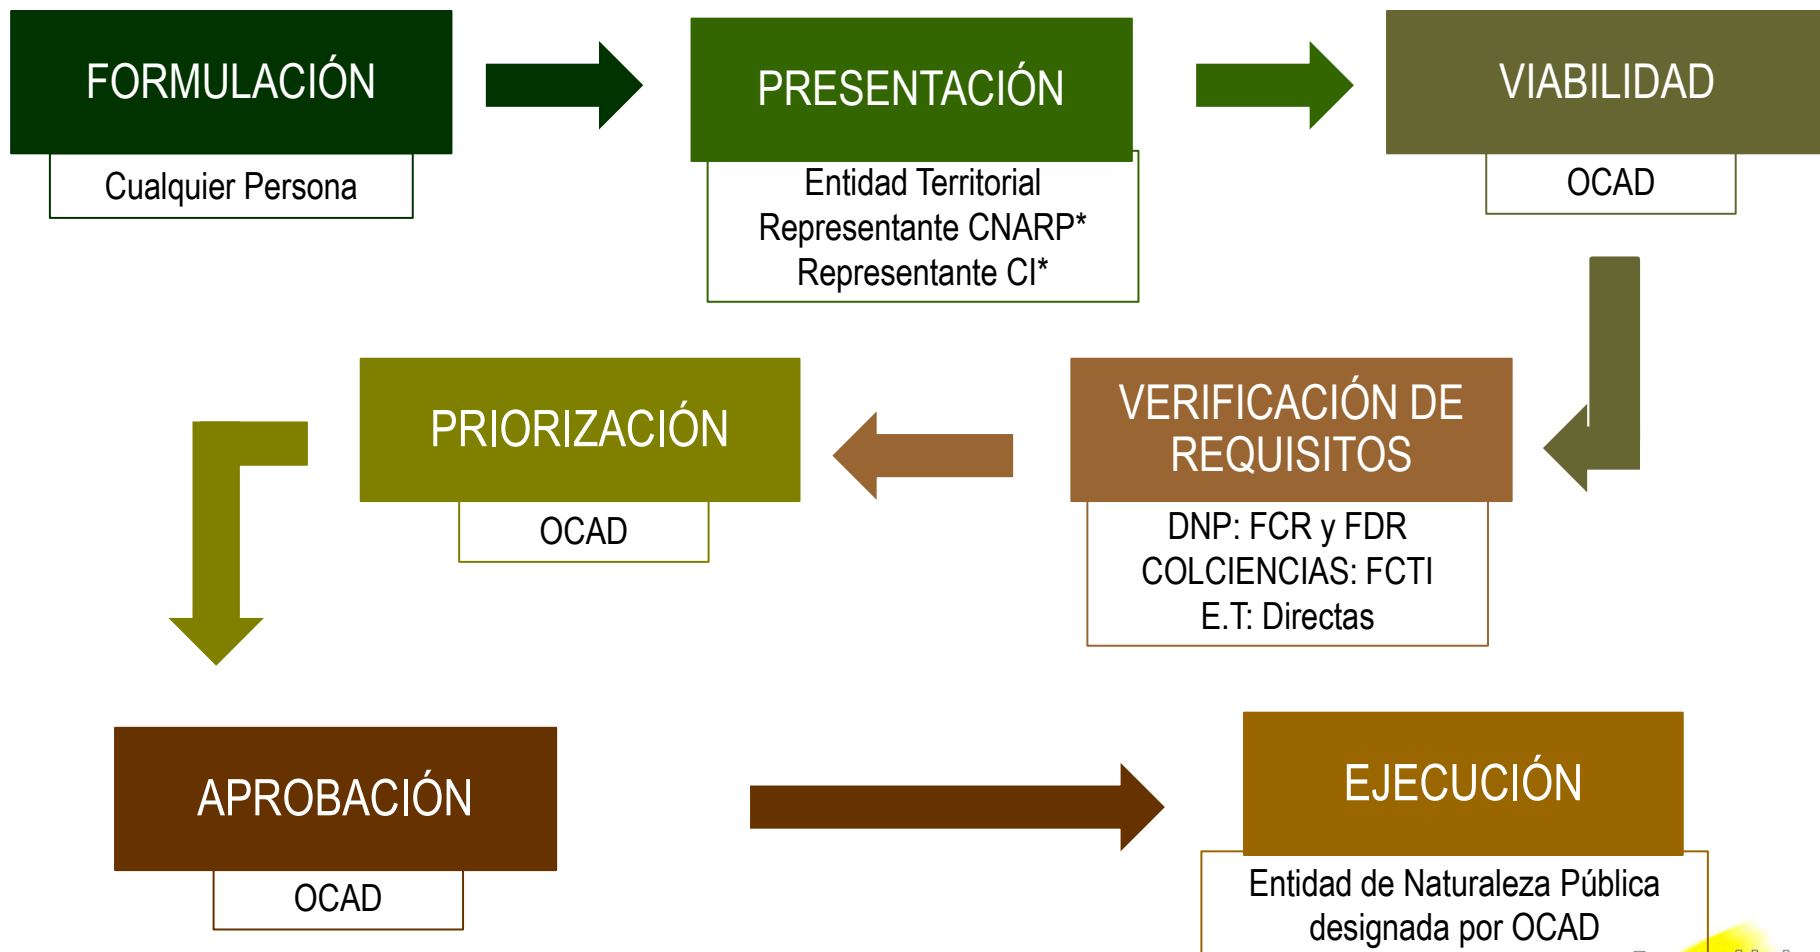 FORMULACIÓN
Cualquier Persona
PRESENTACIÓN
Entidad Territorial
Representante CNARP*
Representante CI*
VIABILIDAD
OCAD
VERIFICACIÓN DE
REQUISITOS
DNP: FCR y FDR
COLCIENCIAS: FCTI
E.T: Directas
PRIORIZACIÓN
OCAD
APROBACIÓN
OCAD
EJECUCIÓN
Entidad de Naturaleza Pública
designada por OCAD